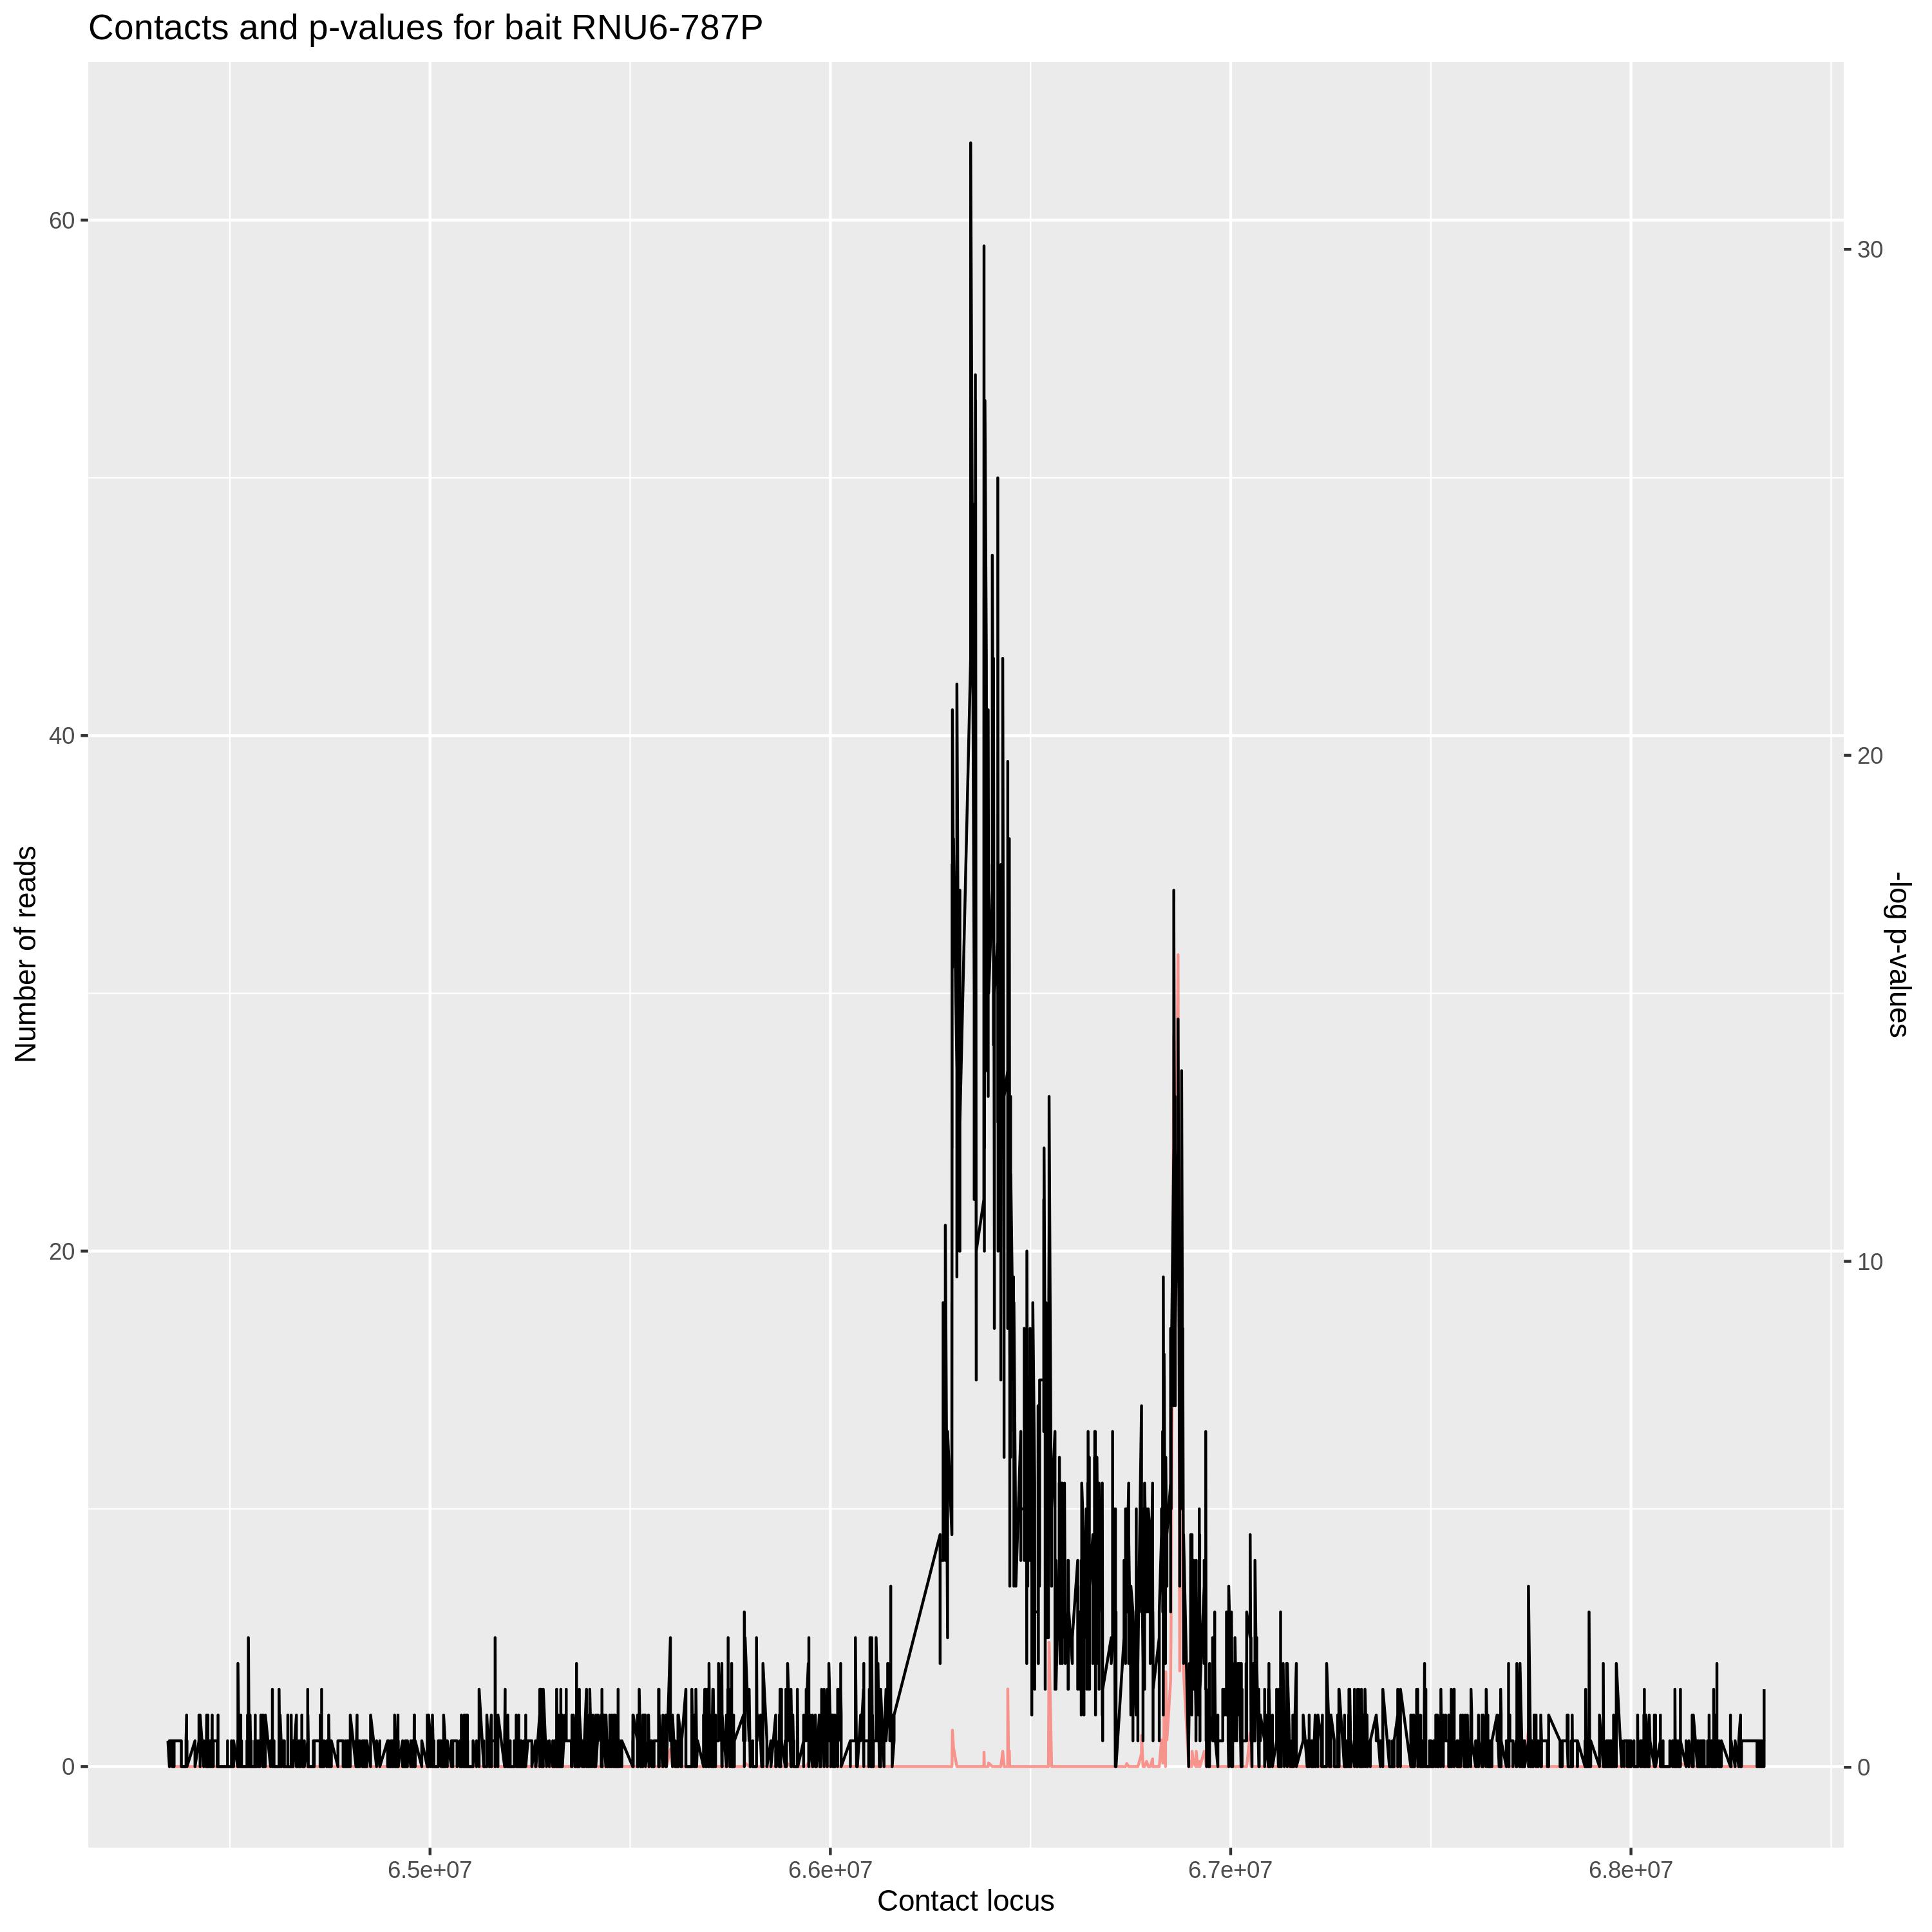 Contacts and p-values for bait RNU6-787P
60
40
20
0
Number of reads
30
20
10
0
-log p-values
6.5e+07 6.6e+07 6.7e+07 6.8e+07
Contact locus